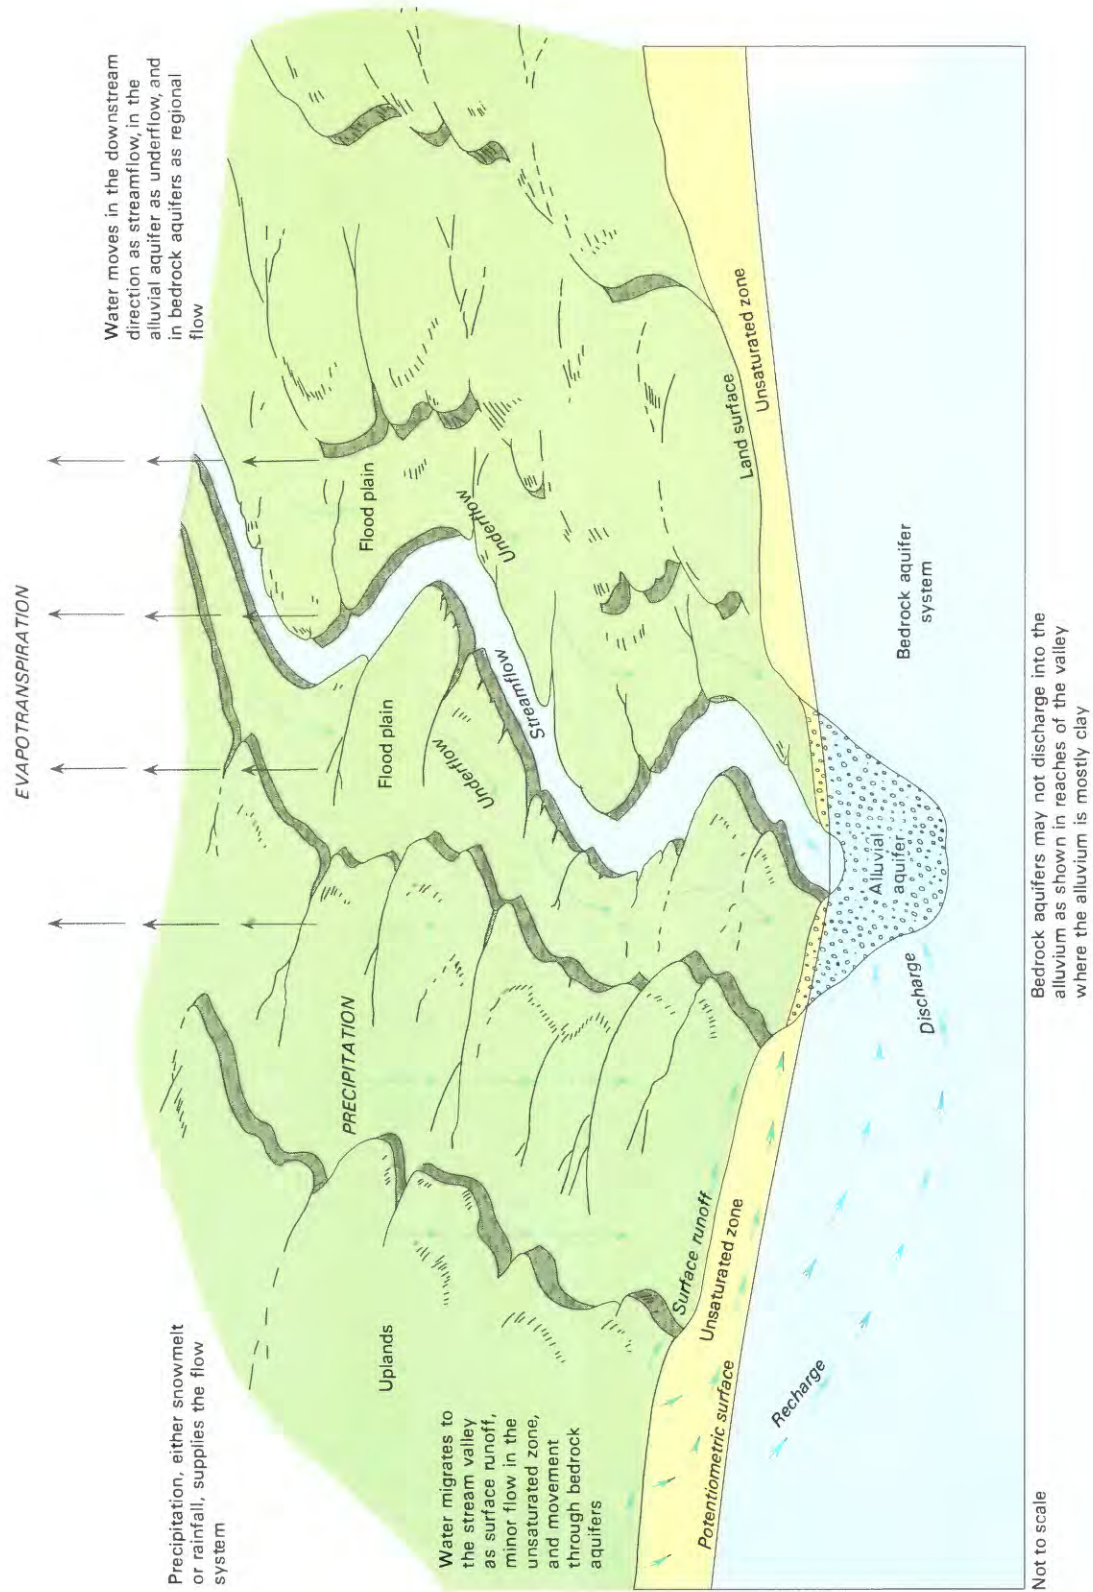 EVAPOTRANSPIRATION
Precipitation, either snowmelt
or rainfall, supplies the flow
system
Water moves in the downstream
direction as streamflow, in the
alluvial aquifer as underflow, and
in bedrock aquifers as regional
flow
Uplands
PRECIPITATION
Flood plain
Flood plain
Underflow
Streamflow
Underflow
Water migrates to
the stream valley
as surface runoff,
minor flow in the
unsaturated zone,
and movement
through bedrock
aquifers
Surface runoff
Land surface
Unsaturated zone
Unsaturated zone
Potentiometric surface
Recharge
Discharge
Alluvial
aquifer
Bedrock aquifer
system
Not to scale
Bedrock aquifers may not discharge into the
alluvium as shown in reaches of the valley
where the alluvium is mostly clay